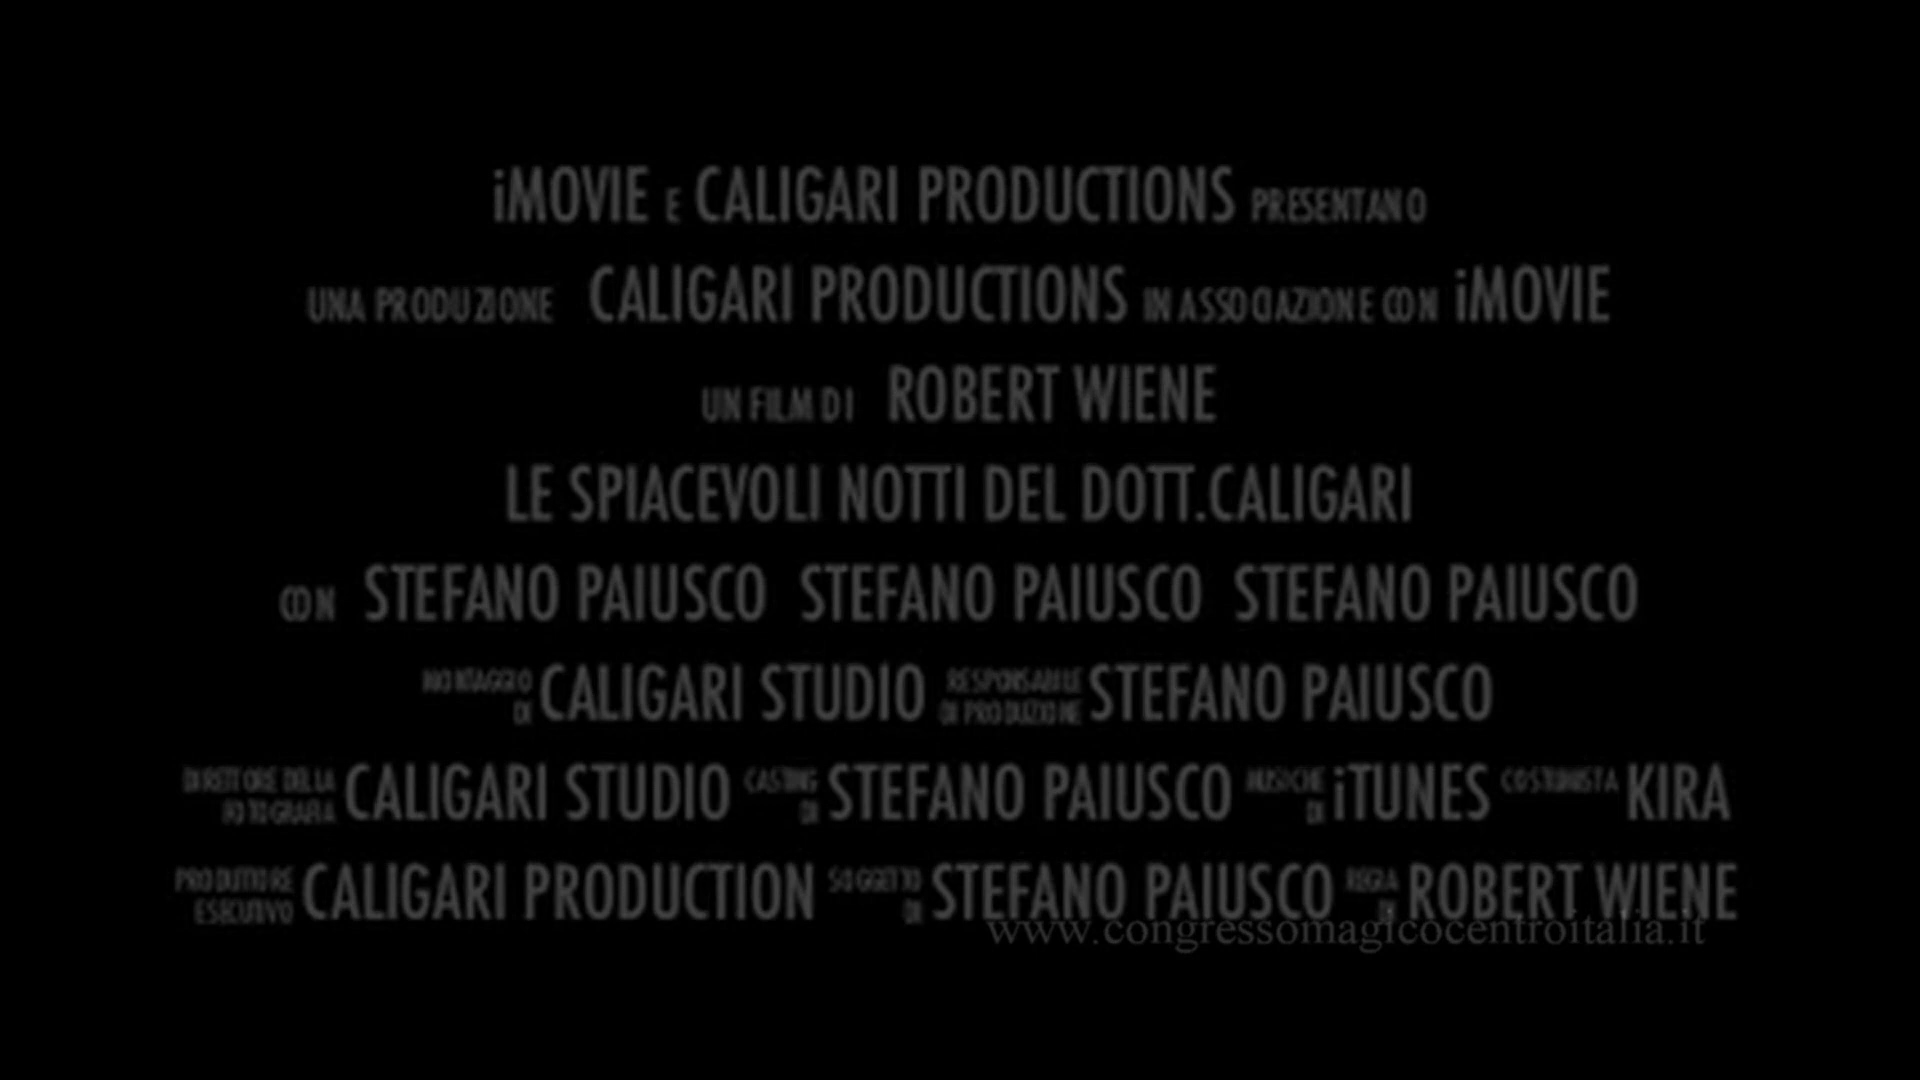 iMOVIE E CALIGARI PRODUCTIONS PRESENTANO
UNA PRODUZIONE CALIGARI PRODUCTIONS IN ASSOCIAZIONE CON iMOVIE
UN FILM DI ROBERT WIENE
LE SPIACEVOLI NOTTI DEL DOTT.CALIGARI
CON STEFANO PAIUSCO STEFANO PAIUSCO STEFANO PAIUSCO
MONTAGGIO DI CALIGARI STUDIO RESPONSABILE DI PRODUZIONE STEFANO PAIUSCO
DIRETTORE DELLA FOTOGRAFIA CALIGARI STUDIO CASTING DI STEFANO PAIUSCO MUSICHE DI iTUNES COSTUMISTA KIRA
PRODUTTORE ESECUTIVO CALIGARI PRODUCTION SOGGETTO DI STEFANO PAIUSCO REGIA DI ROBERT WIENE
www.congressomagicocentroitalia.it